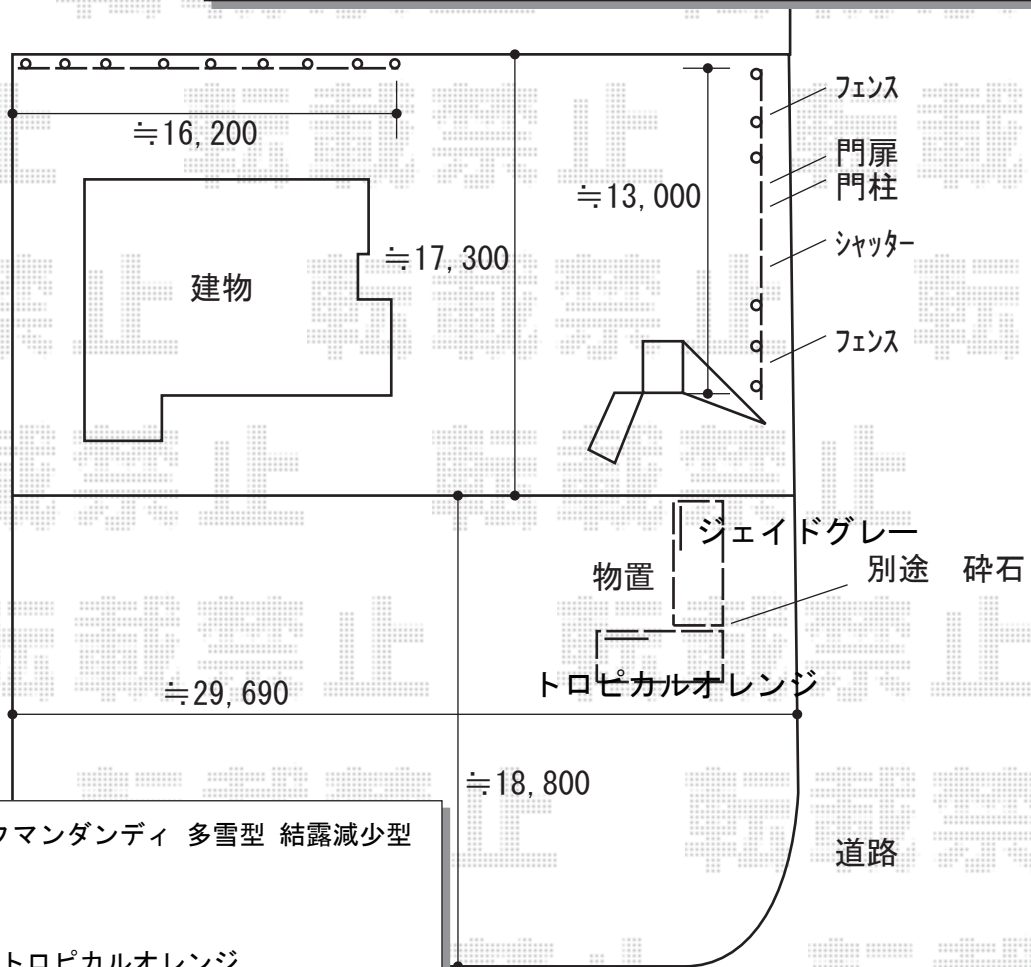 ≒16,200
フェンス
門扉
門柱
≒13,000
シャッター
≒17,300
建物
フェンス
ジェイドグレー
別途 砕石
物置
トロピカルオレンジ
≒29,690
≒18,800
マンダンディ 多雪型 結露減少型
道路
トロピカルオレンジ
転載禁止